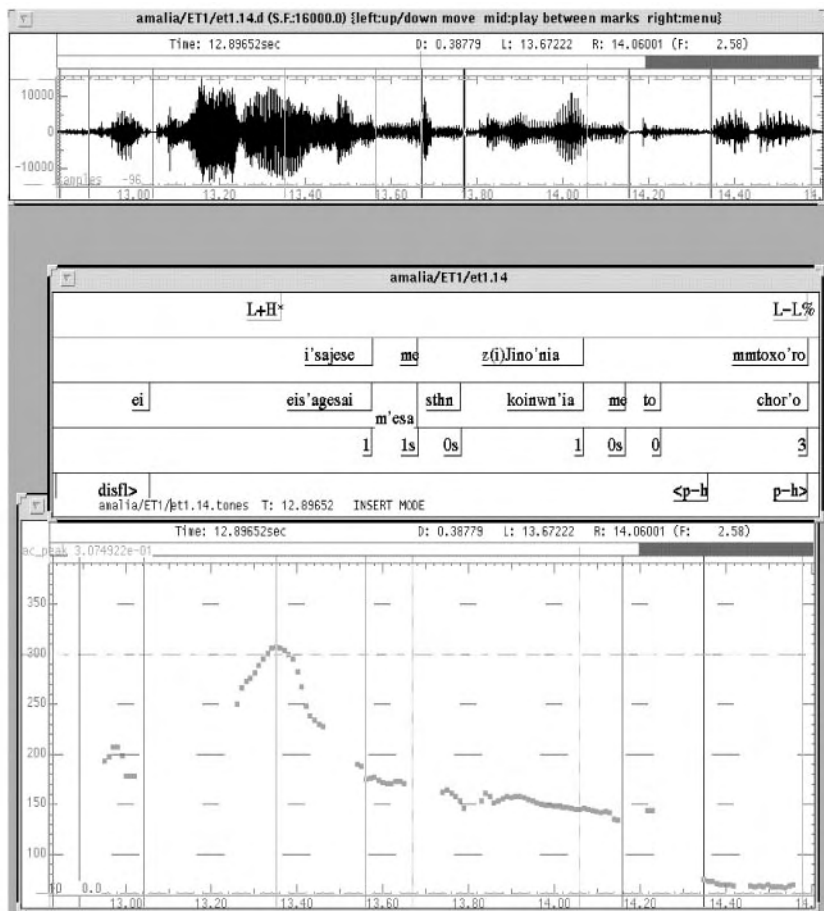 amalia/ET1/et1.14.d (S.F.:16000.0) {left:up/down move mid:play between marks right:menu}
Time: 12.89652sec D: 0.38779 L: 13.67222 R: 14.06001 (F: 2.58)
10000
0
-10000
samples -96
13.00 13.20 13.40 13.60 13.80 14.00 14.20 14.40 14.
amalia/ET1/et1.14
L+H* L-L%
i'sajese me z(i)Jino'nia mmtoxo'ro
ei eis'agesai m'esa sthn koinwn'ia me to chor'o
1 1s 0s 1 0s 0 3
disfl> <p-h p-h>
amalia/ET1/et1.14.tones T: 12.89652 INSERT MODE
Time: 12.89652sec D: 0.38779 L: 13.67222 R: 14.06001 (F: 2.58)
ac_peak 3.074922e-01
350
300
250
200
150
100
0.0
13.00 13.20 13.40 13.60 13.80 14.00 14.20 14.40 14.